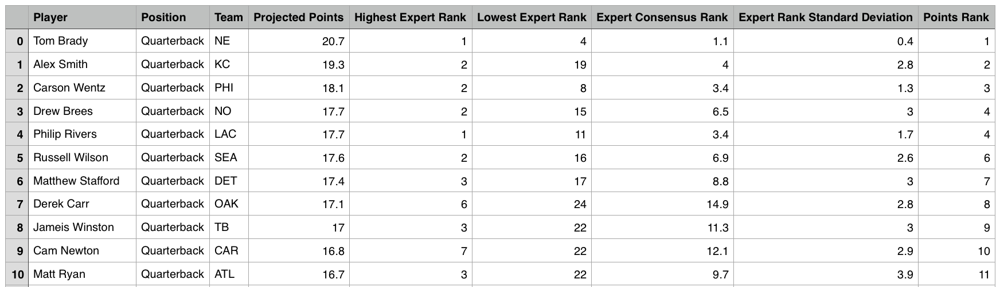 Player Position Team Projected Points Highest Expert Rank Lowest Expert Rank Expert Consensus Rank Expert Rank Standard Deviation Points Rank
0 Tom Brady Quarterback NE 20.7 1 4 1.1 0.4 1
1 Alex Smith Quarterback KC 19.3 2 19 4 2.8 2
2 Carson Wentz Quarterback PHI 18.1 2 8 3.4 1.3 3
3 Drew Brees Quarterback NO 17.7 2 15 6.5 3 4
4 Philip Rivers Quarterback LAC 17.7 1 11 3.4 1.7 4
5 Russell Wilson Quarterback SEA 17.6 2 16 6.9 2.6 6
6 Matthew Stafford Quarterback DET 17.4 3 17 8.8 3 7
7 Derek Carr Quarterback OAK 17.1 6 24 14.9 2.8 8
8 Jameis Winston Quarterback TB 17 3 22 11.3 3 9
9 Cam Newton Quarterback CAR 16.8 7 22 12.1 2.9 10
10 Matt Ryan Quarterback ATL 16.7 3 22 9.7 3.9 11